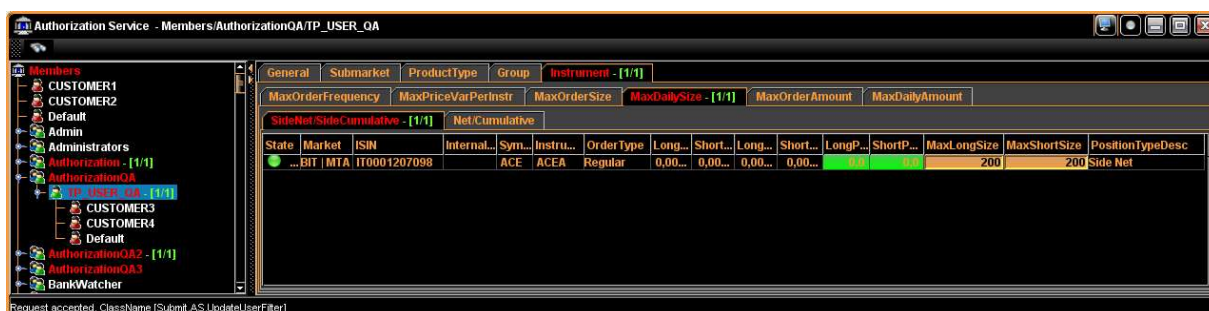 Authorization Service - Members/AuthorizationQA/TP_USER_QA
Members
CUSTOMER1
CUSTOMER2
Default
Admin
Administrators
Authorization - [1/1]
AuthorizationQA
TP_USER_QA - [1/1]
CUSTOMER3
CUSTOMER4
Default
AuthorizationQA2 - [1/1]
AuthorizationQA3
BankWatcher
General Submarket ProductType Group Instrument - [1/1]
MaxOrderFrequency MaxPriceVarPerInstr MaxOrderSize MaxDailySize - [1/1] MaxOrderAmount MaxDailyAmount
SideNet/SideCumulative - [1/1] Net/Cumulative
State Market ISIN Internal... Sym... Instru... OrderType Long... Short... Long... Short... LongP... ShortP... MaxLongSize MaxShortSize PositionTypeDesc
...BIT | MTA IT0001207098 ACE ACEA Regular 0,00... 0,00... 0,00... 0,00... 0,0 0,0 200 200 Side Net
Request accepted. ClassName [Submit.AS.UpdateUserFilter]